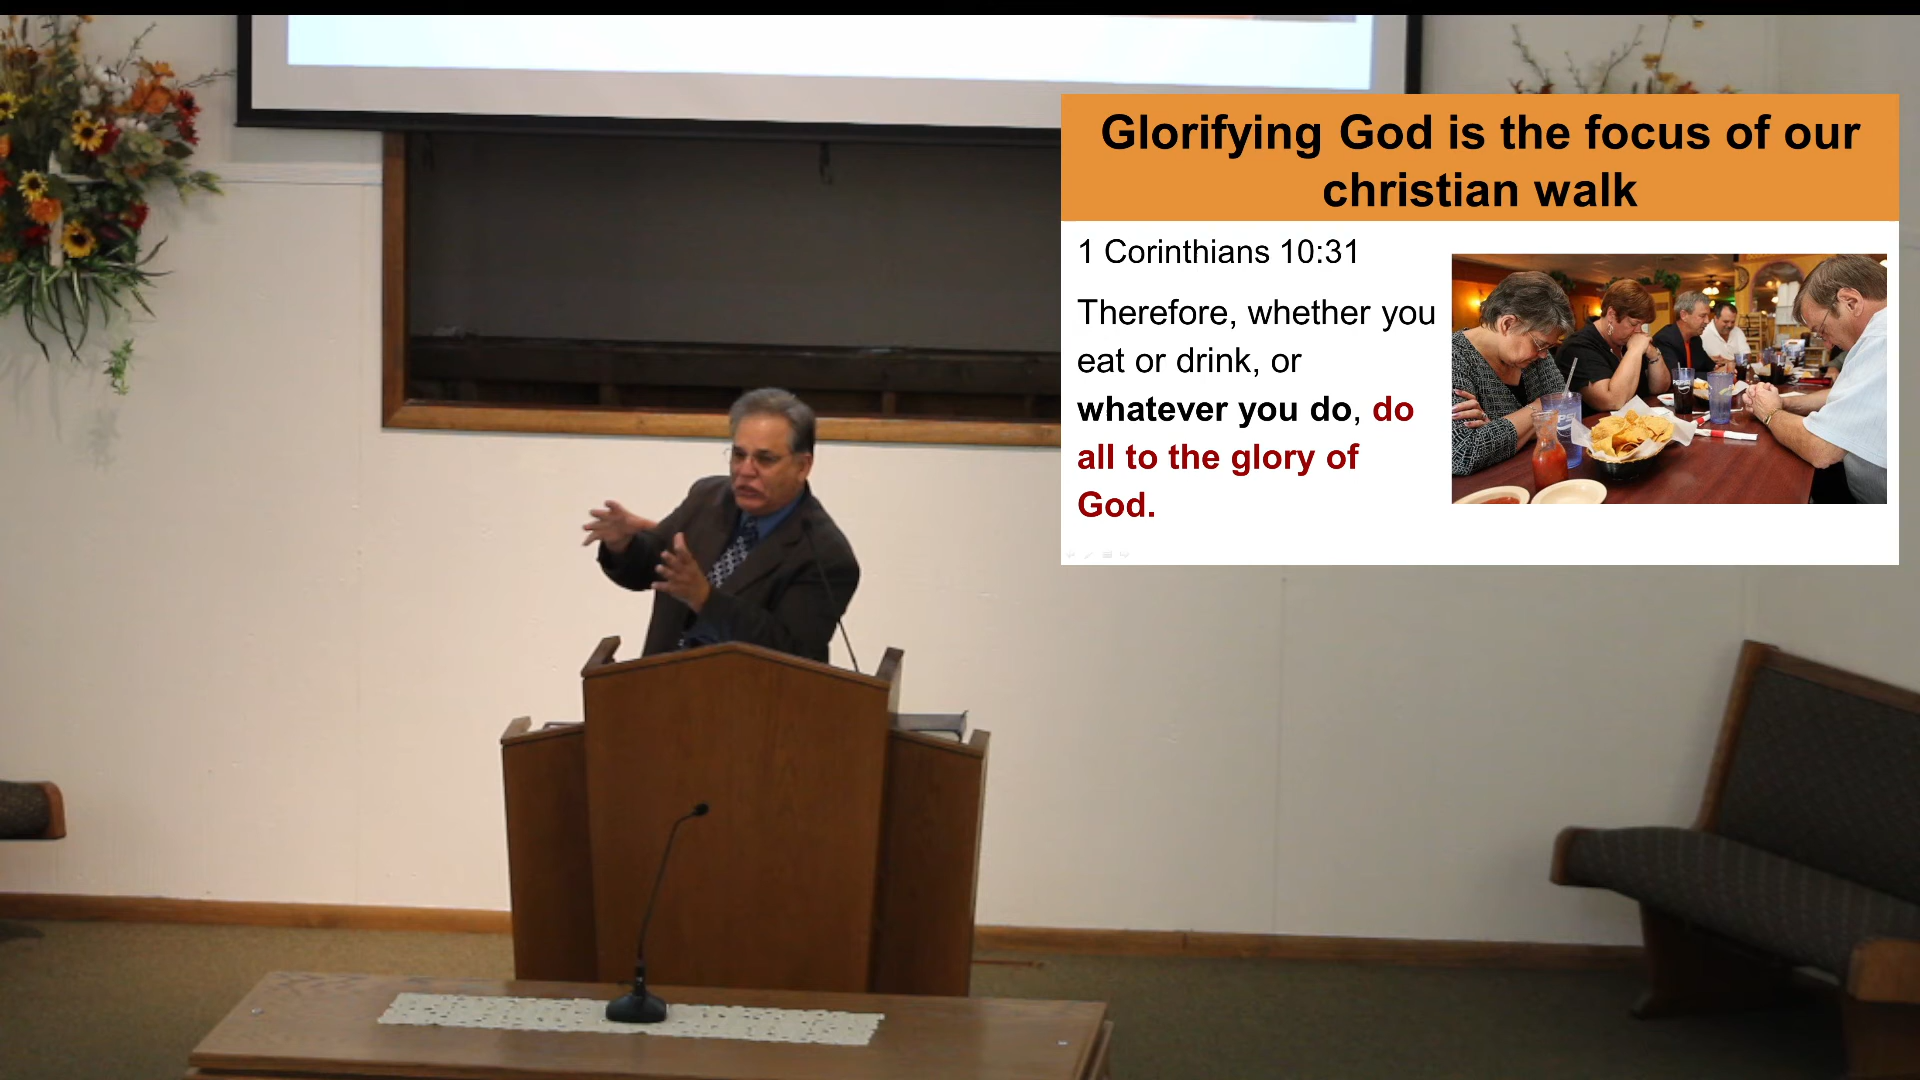 Glorifying God is the focus of our
christian walk
1 Corinthians 10:31
Therefore, whether you
eat or drink, or
whatever you do, do
all to the glory of
God.